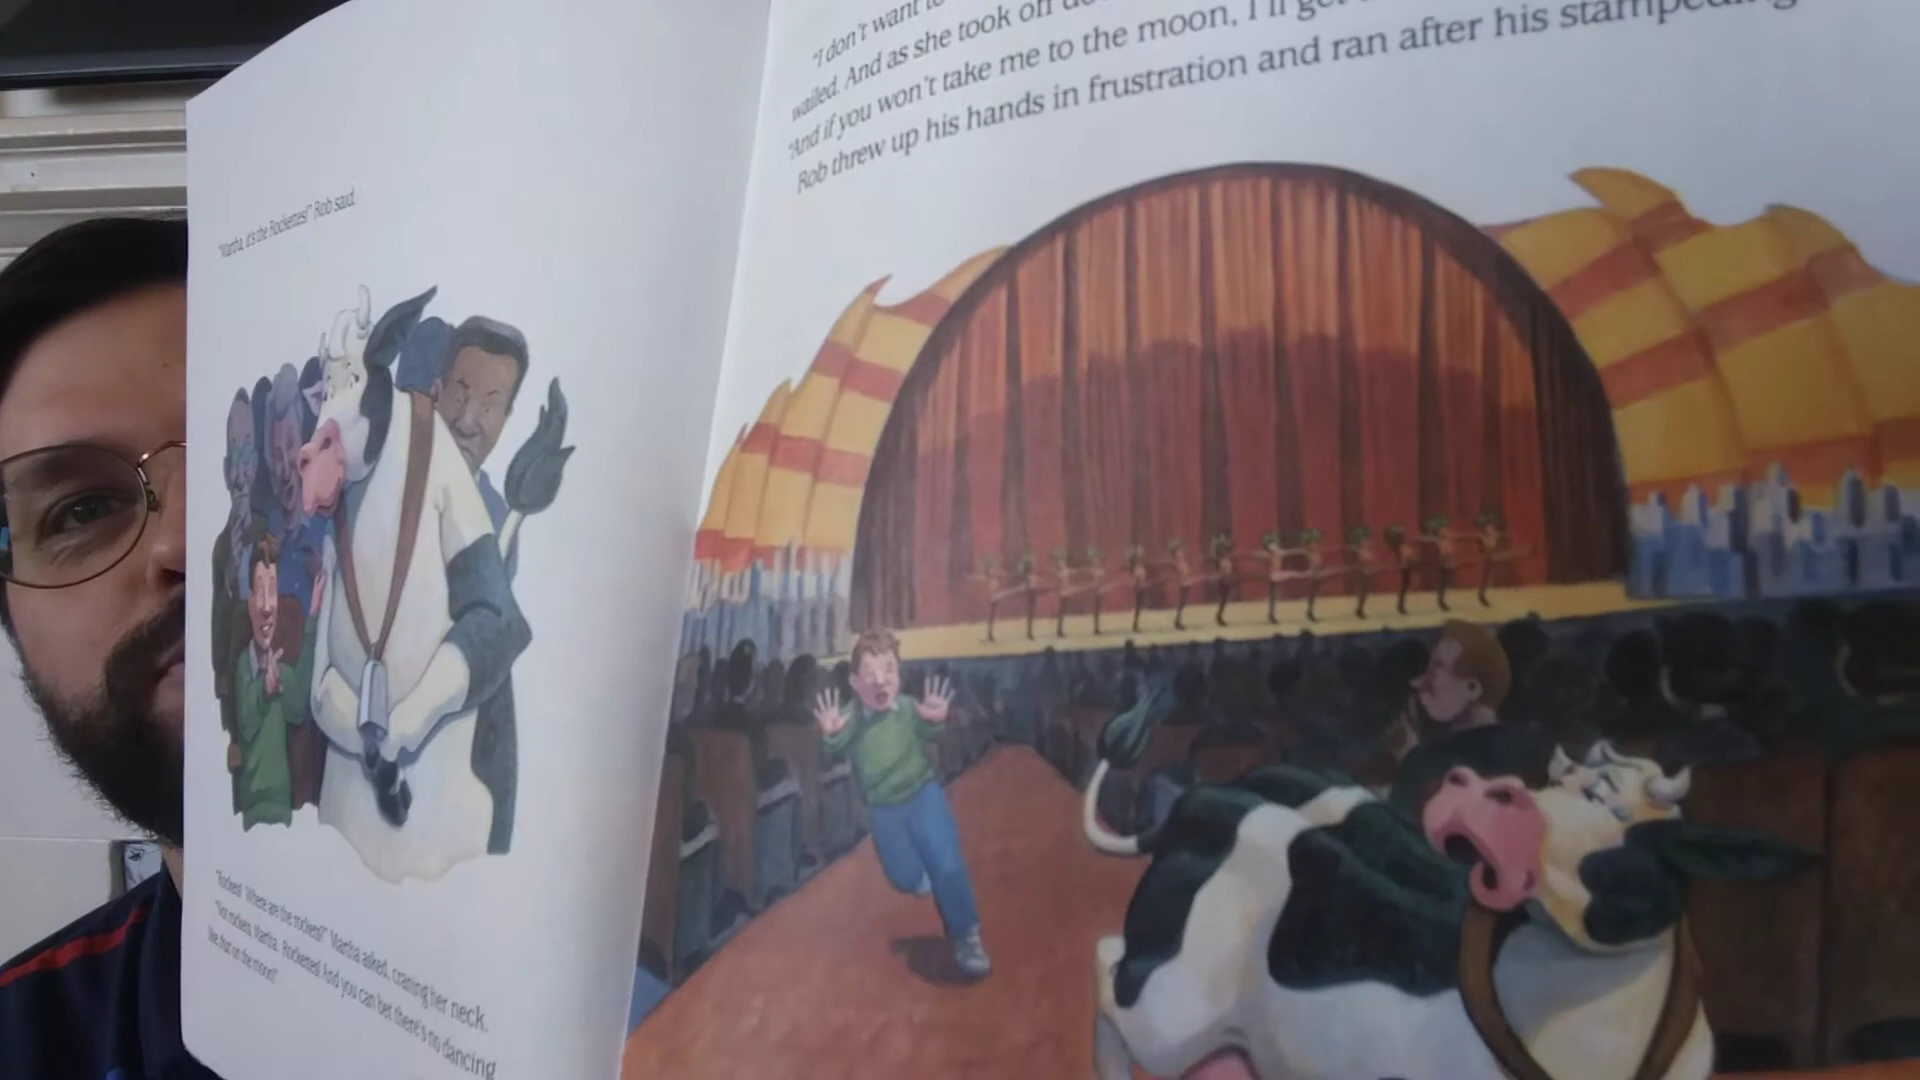 "Martha, it's the Rockettes!" Rob said.
"Rockets! Where are the rockets?" Martha asked, craning her neck.
"Not rockets, Martha. Rockettes! And you can bet there's no dancing
like that on the moon!"
"I don't want to
wailed. And as she took off
"And if you won't take me to the moon, I'll get
Rob threw up his hands in frustration and ran after his stampeding